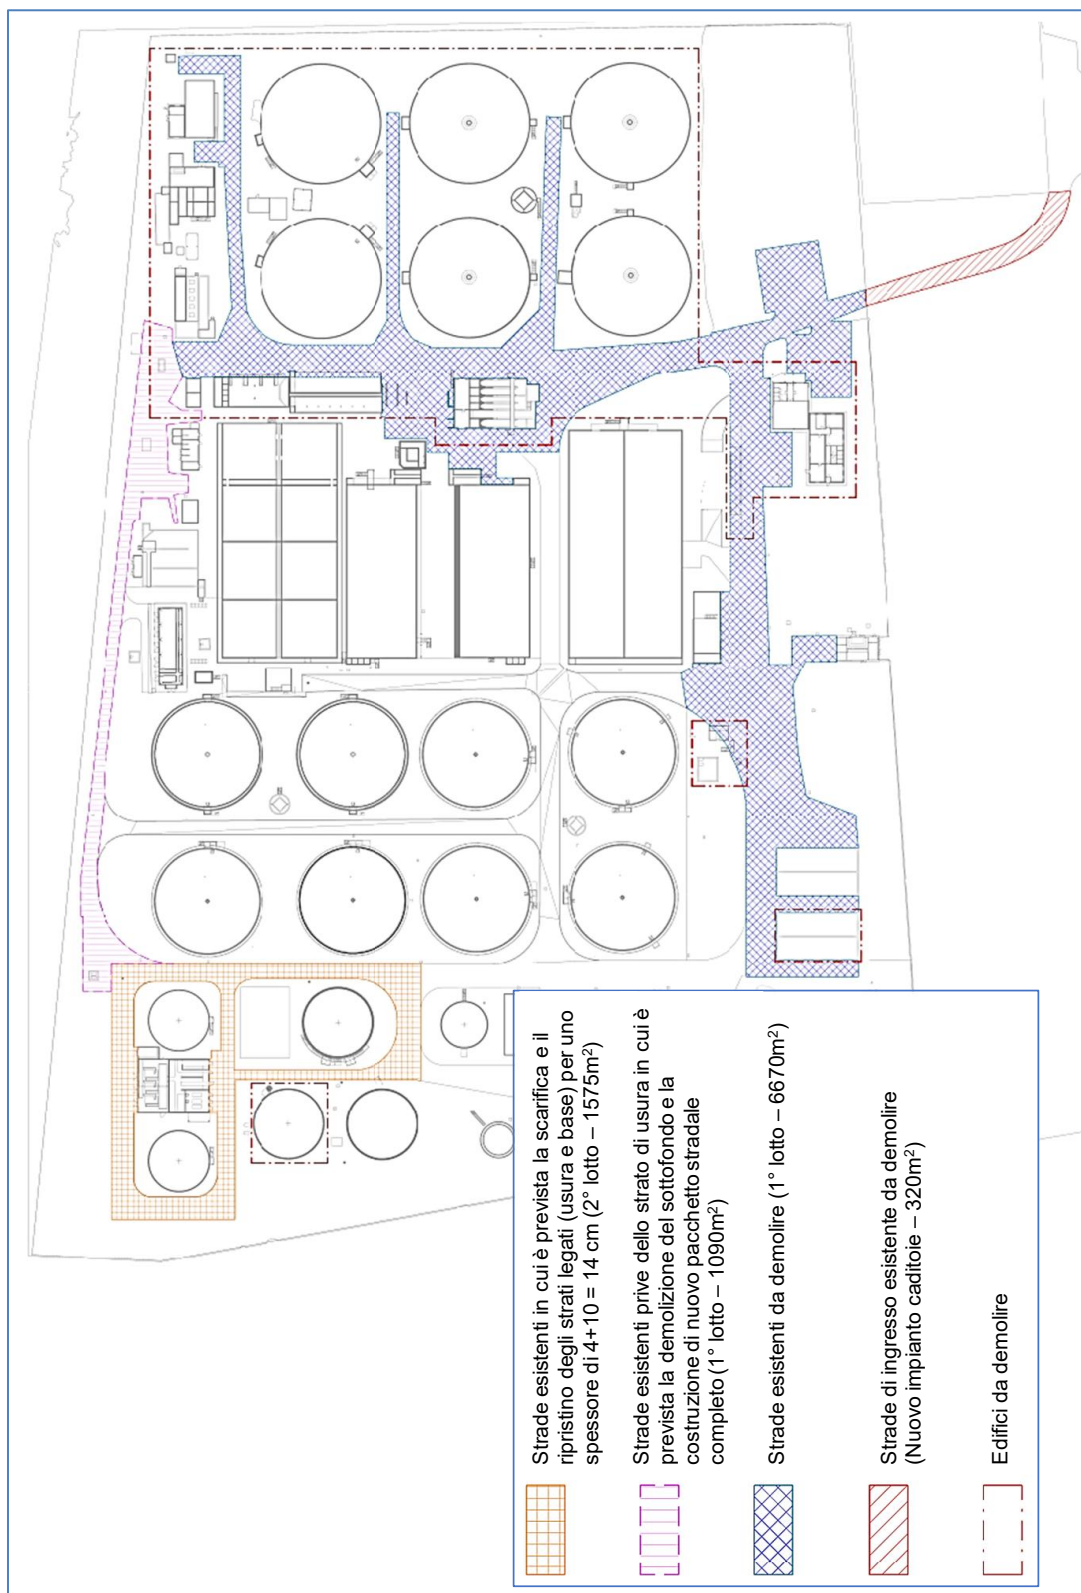 Strade esistenti in cui è prevista la scarifica e il
ripristino degli strati legati (usura e base) per uno
spessore di 4+10 = 14 cm (2° lotto – 1575m²)
Strade esistenti prive dello strato di usura in cui è
prevista la demolizione del sottofondo e la
costruzione di nuovo pacchetto stradale
completo (1° lotto – 1090m²)
Strade esistenti da demolire (1° lotto – 6670m²)
Strade di ingresso esistente da demolire
(Nuovo impianto caditoie – 320m²)
Edifici da demolire